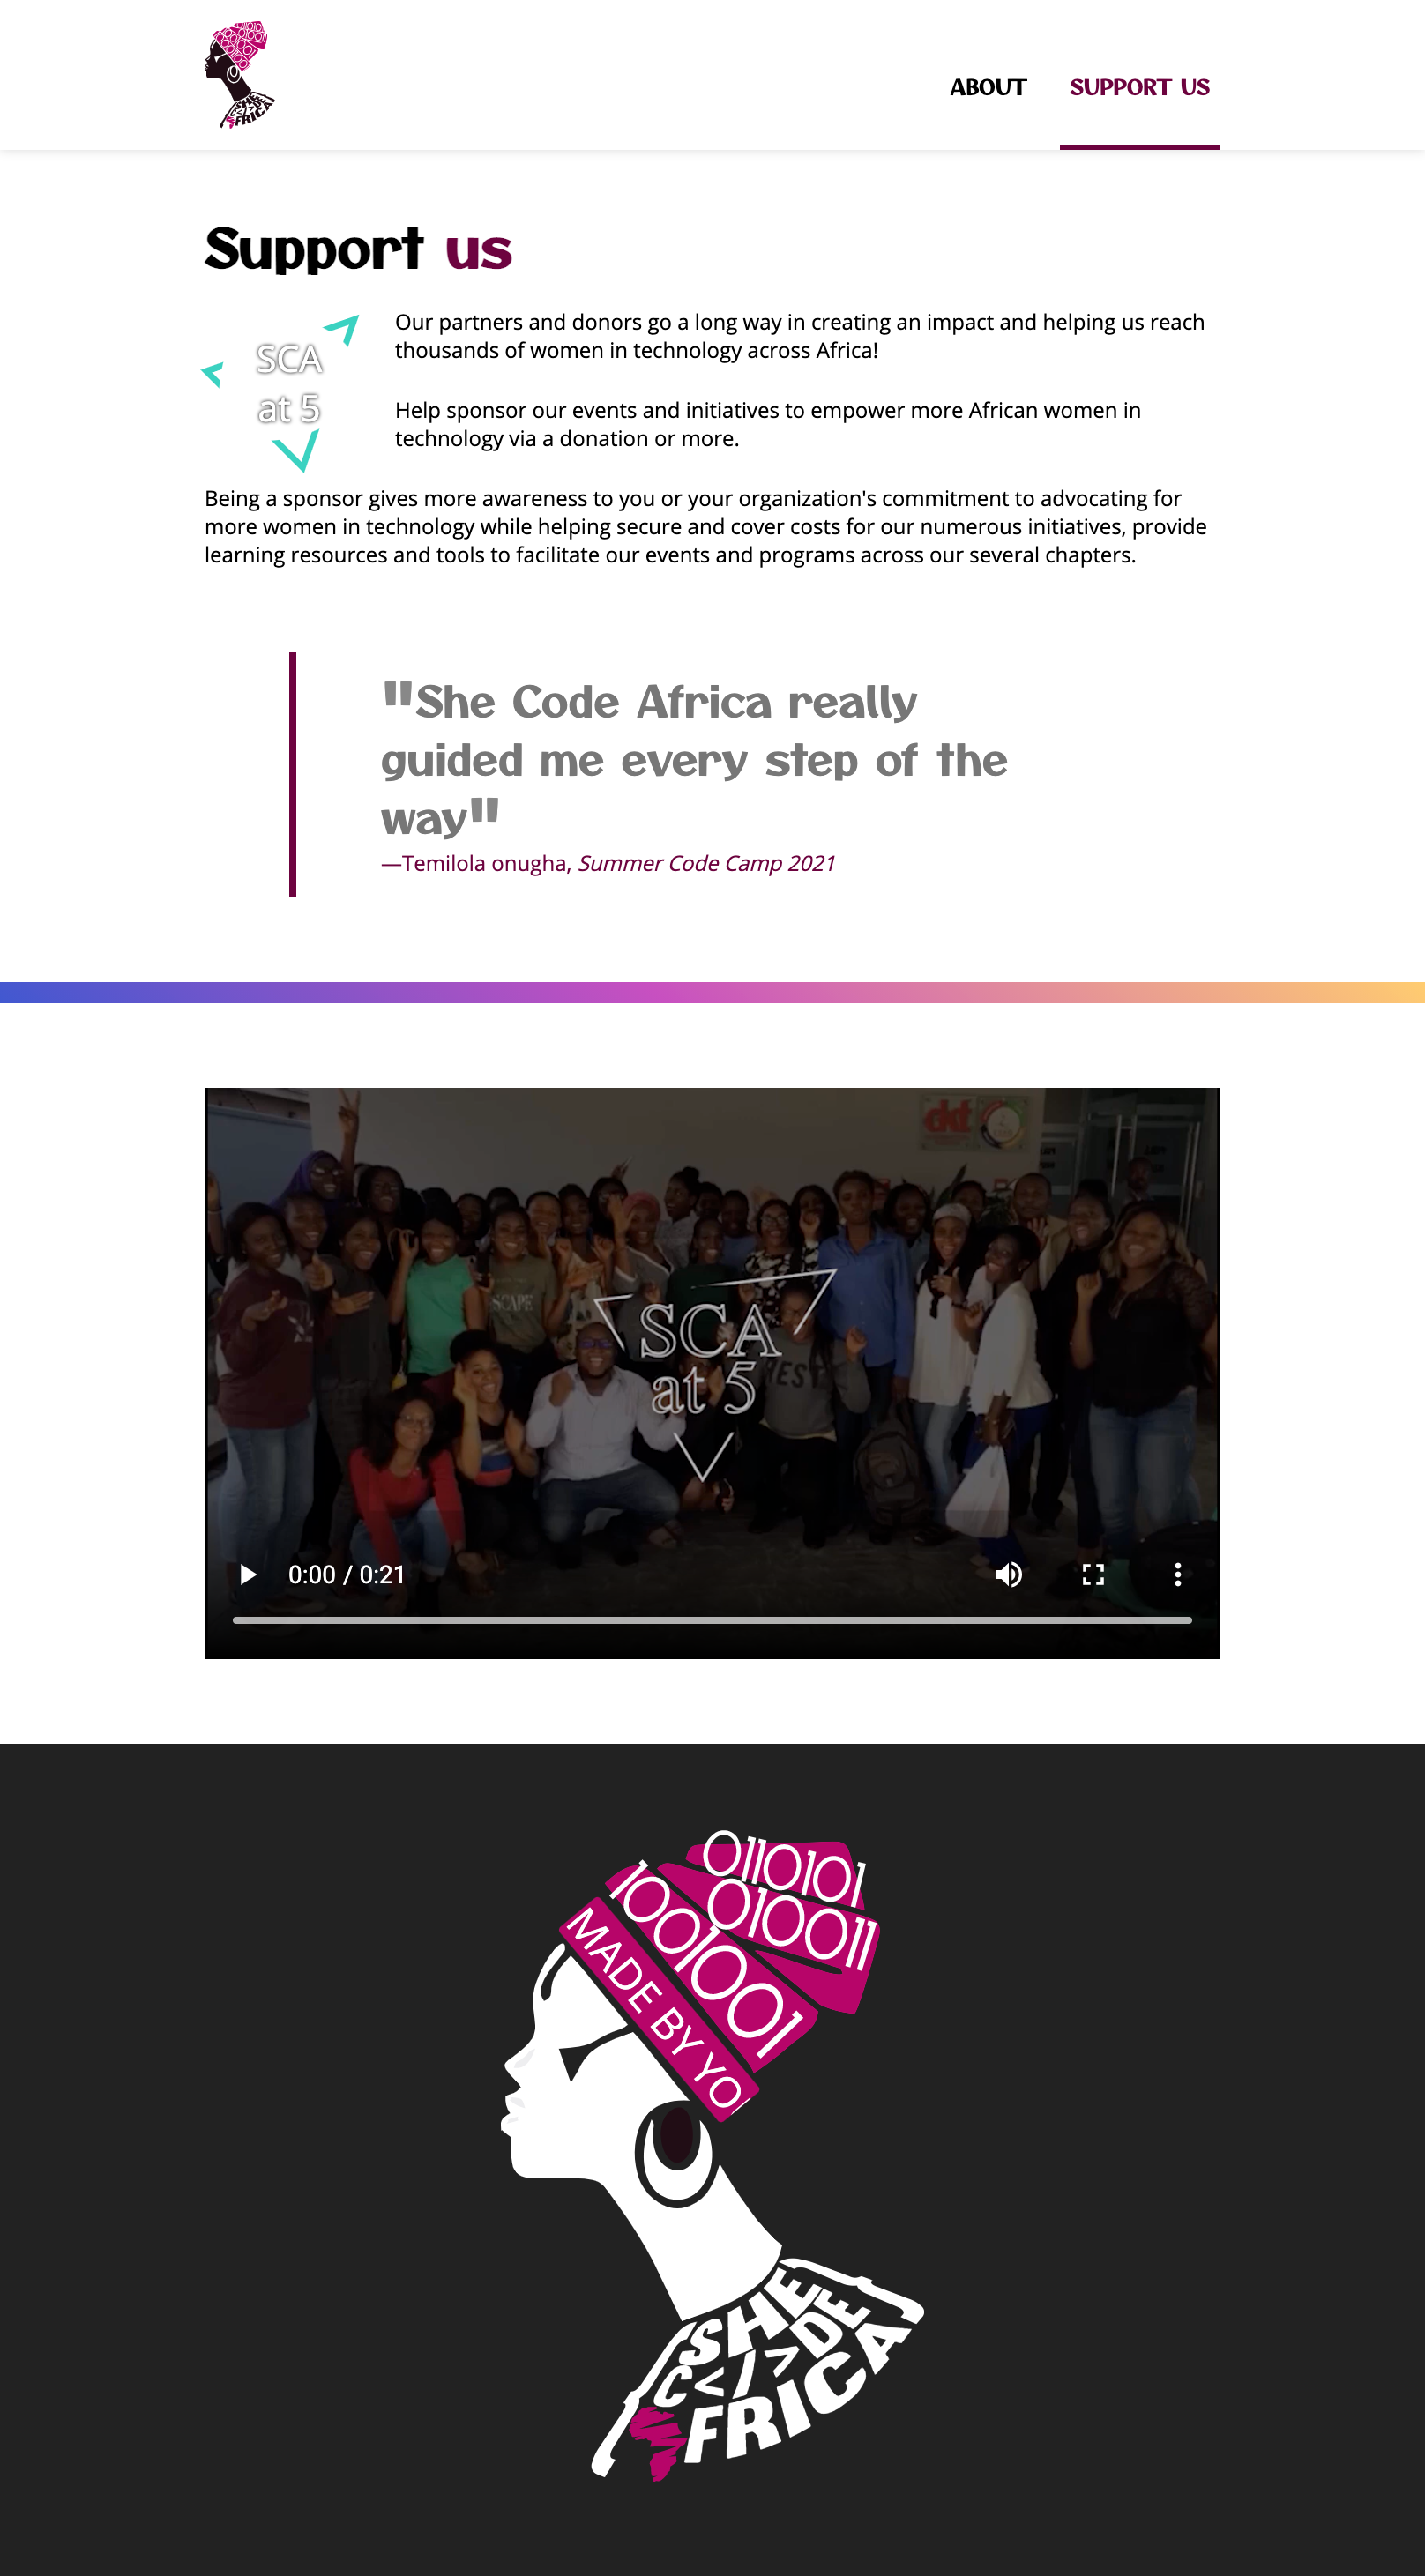 SHE
C</>DE
FRICA
ABOUT
SUPPORT US
Support us
SCA
at 5
Our partners and donors go a long way in creating an impact and helping us reach
thousands of women in technology across Africa!
Help sponsor our events and initiatives to empower more African women in
technology via a donation or more.
Being a sponsor gives more awareness to you or your organization's commitment to advocating for
more women in technology while helping secure and cover costs for our numerous initiatives, provide
learning resources and tools to facilitate our events and programs across our several chapters.
"She Code Africa really
guided me every step of the
way"
—Temilola onugha, Summer Code Camp 2021
SCAPE
SCA
at 5
0:00 / 0:21
0110101
010011
1001001
MADE BY YO
SHE
C</>DE
FRICA